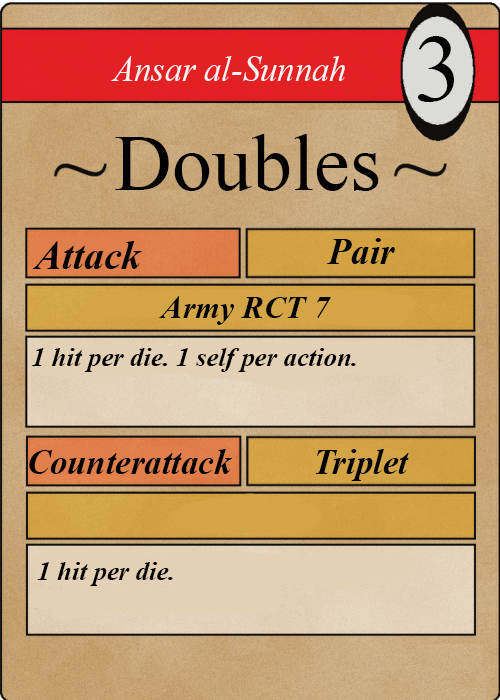 Ansar al-Sunnah
3
~Doubles~
Attack
Pair
Army RCT 7
1 hit per die. 1 self per action.
Counterattack
Triplet
1 hit per die.